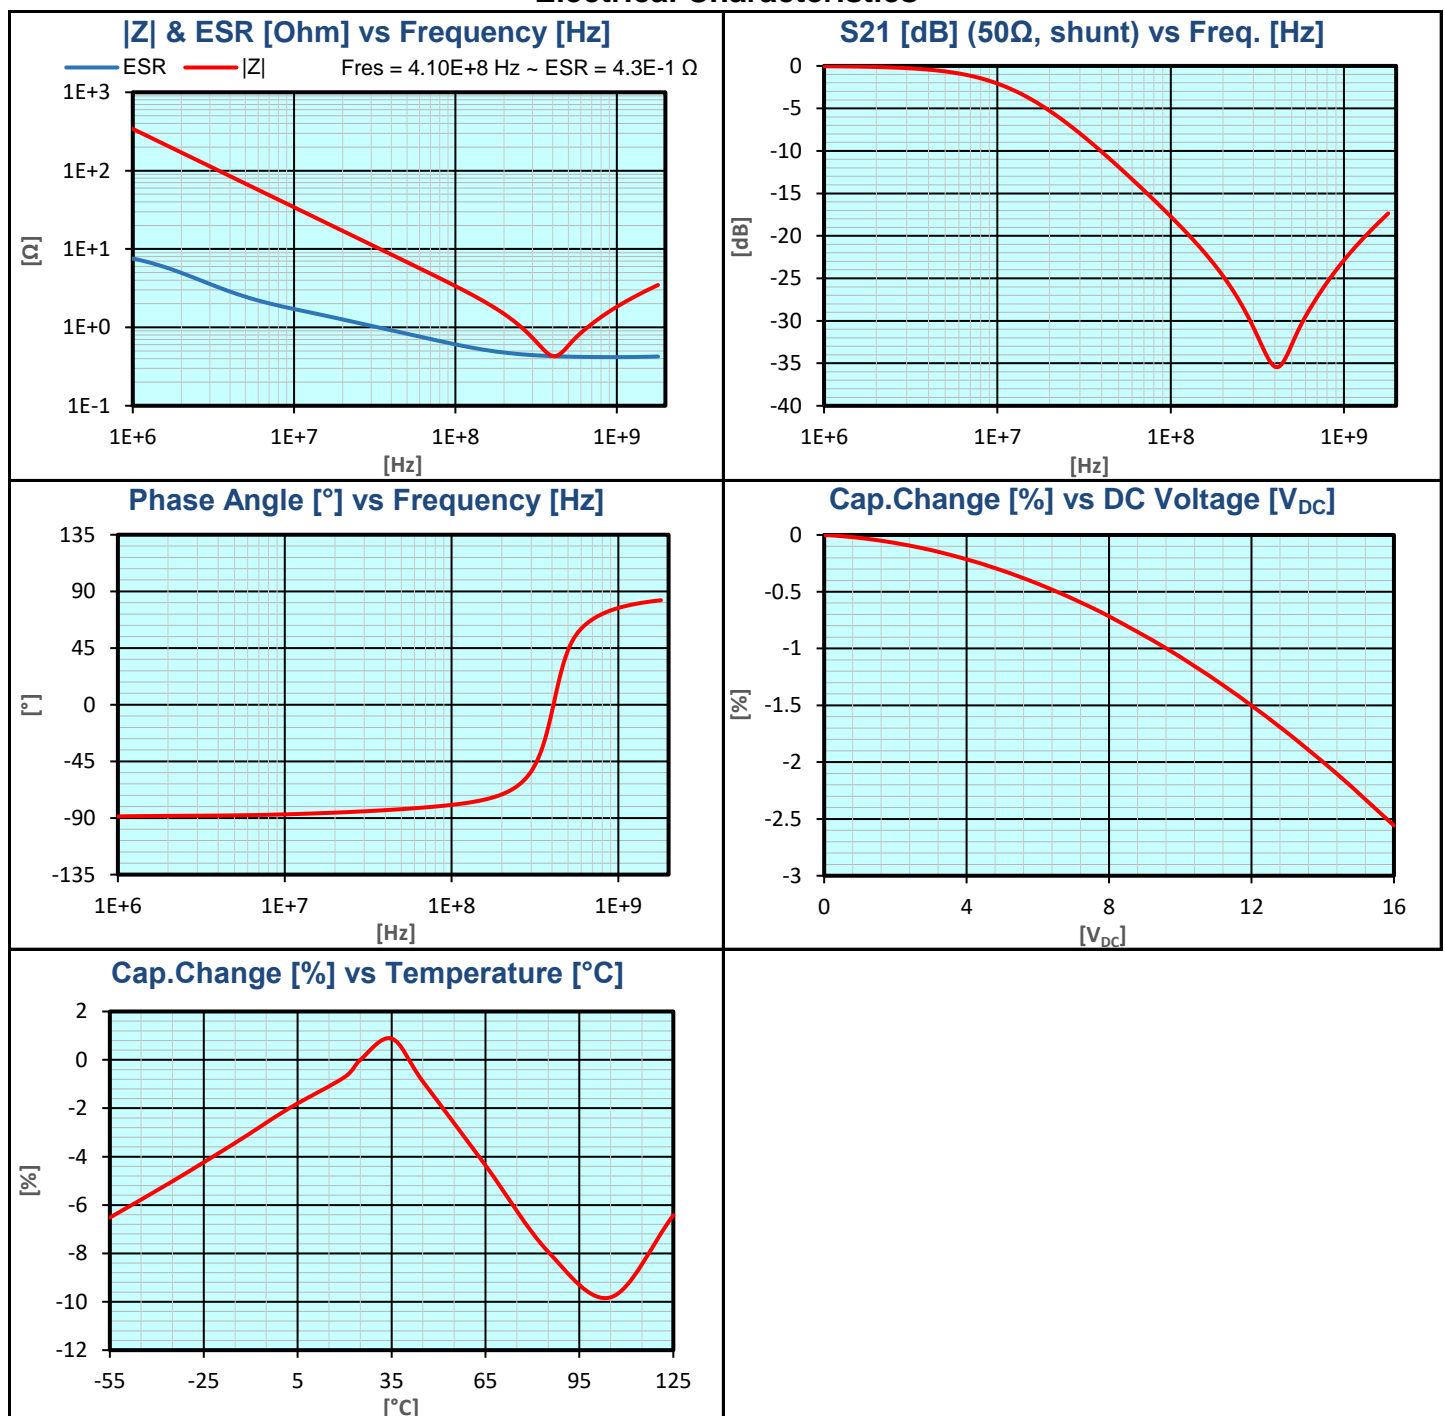 Electrical Characteristics
|Z| & ESR [Ohm] vs Frequency [Hz]
ESR |Z| Fres = 4.10E+8 Hz ~ ESR = 4.3E-1 Ω
1E+3
1E+2
1E+1
1E+0
1E-1
[Ω]
1E+6 1E+7 1E+8 1E+9
[Hz]
S21 [dB] (50Ω, shunt) vs Freq. [Hz]
0
-5
-10
-15
-20
-25
-30
-35
-40
[dB]
1E+6 1E+7 1E+8 1E+9
[Hz]
Phase Angle [°] vs Frequency [Hz]
135
90
45
0
-45
-90
-135
[°]
1E+6 1E+7 1E+8 1E+9
[Hz]
Cap.Change [%] vs DC Voltage [VDC]
0
-0.5
-1
-1.5
-2
-2.5
-3
[%]
0 4 8 12 16
[VDC]
Cap.Change [%] vs Temperature [°C]
2
0
-2
-4
-6
-8
-10
-12
[%]
-55 -25 5 35 65 95 125
[°C]